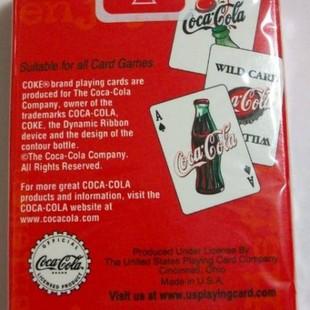 enj
Coca-Cola
Suitable for all Card Games.
WILD CARD
COKE® brand playing cards are
produced for The Coca-Cola
Company, owner of the
trademarks COCA-COLA,
COKE, the Dynamic Ribbon
device and the design of the
contour bottle.
©The Coca-Cola Company.
All Rights Reserved.
A
Coca-Cola
Coca-Cola
WILD
For more great COCA-COLA
products and information, visit the
COCA-COLA website at
www.cocacola.com
OFFICIAL
Coca-Cola
LICENSED PRODUCT
Produced Under License By
The United States Playing Card Company
Cincinnati, Ohio
Made in U.S.A.
Visit us at www.usplayingcard.com